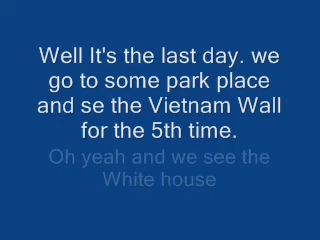 Well It's the last day. we
go to some park place
and se the Vietnam Wall
for the 5th time.
Oh yeah and we see the
White house